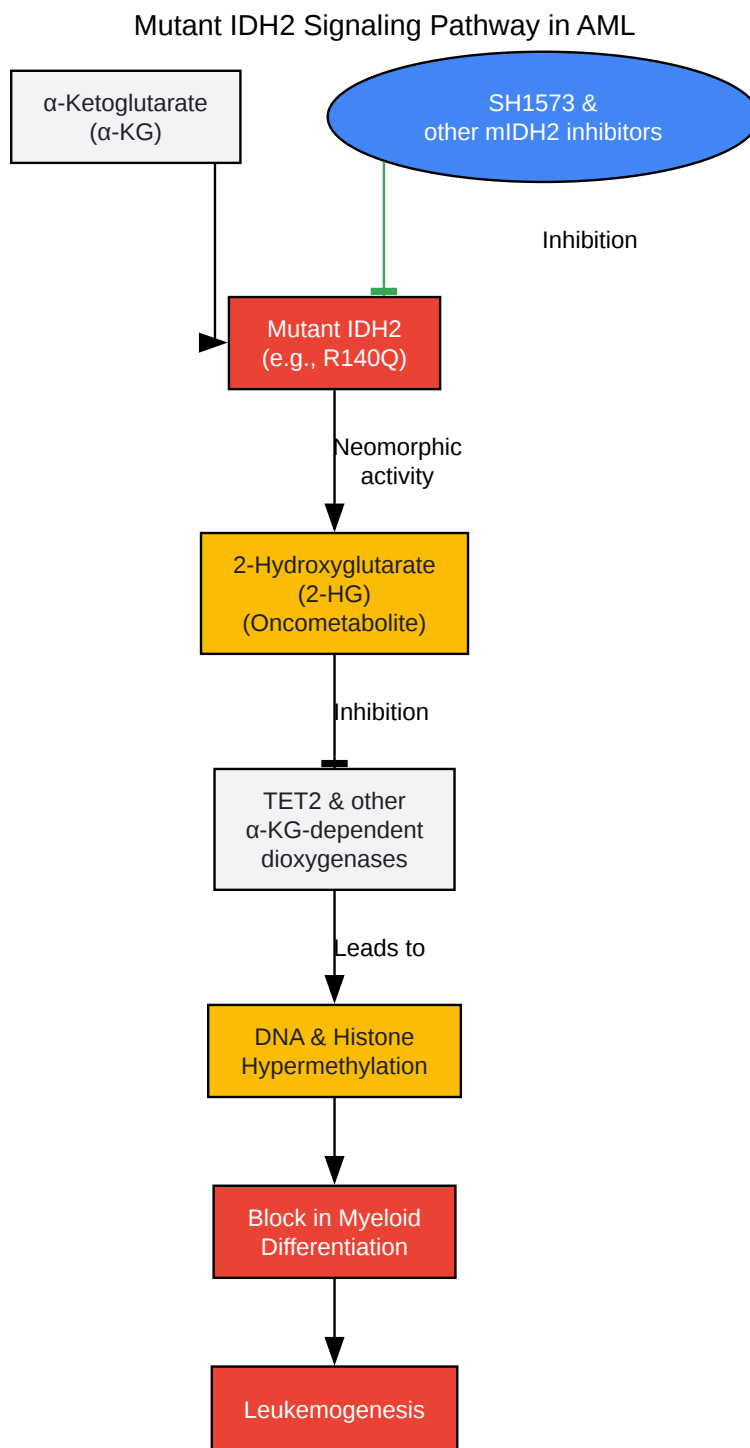 Mutant IDH2 Signaling Pathway in AML
α-Ketoglutarate
(α-KG)
SH1573 &
other mIDH2 inhibitors
Inhibition
Mutant IDH2
(e.g., R140Q)
Neomorphic
activity
2-Hydroxyglutarate
(2-HG)
(Oncometabolite)
Inhibition
TET2 & other
α-KG-dependent
dioxygenases
Leads to
DNA & Histone
Hypermethylation
Block in Myeloid
Differentiation
Leukemogenesis